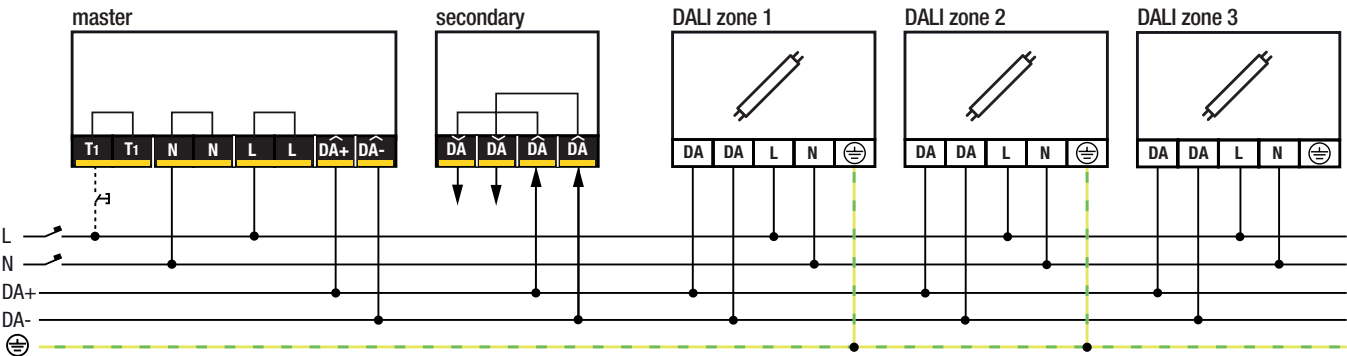 master
secondary
DALI zone 1
DALI zone 2
DALI zone 3
T1 T1 N N L L DA+ DA-
DA DA DA DA
DA DA L N
DA DA L N
DA DA L N
L
N
DA+
DA-